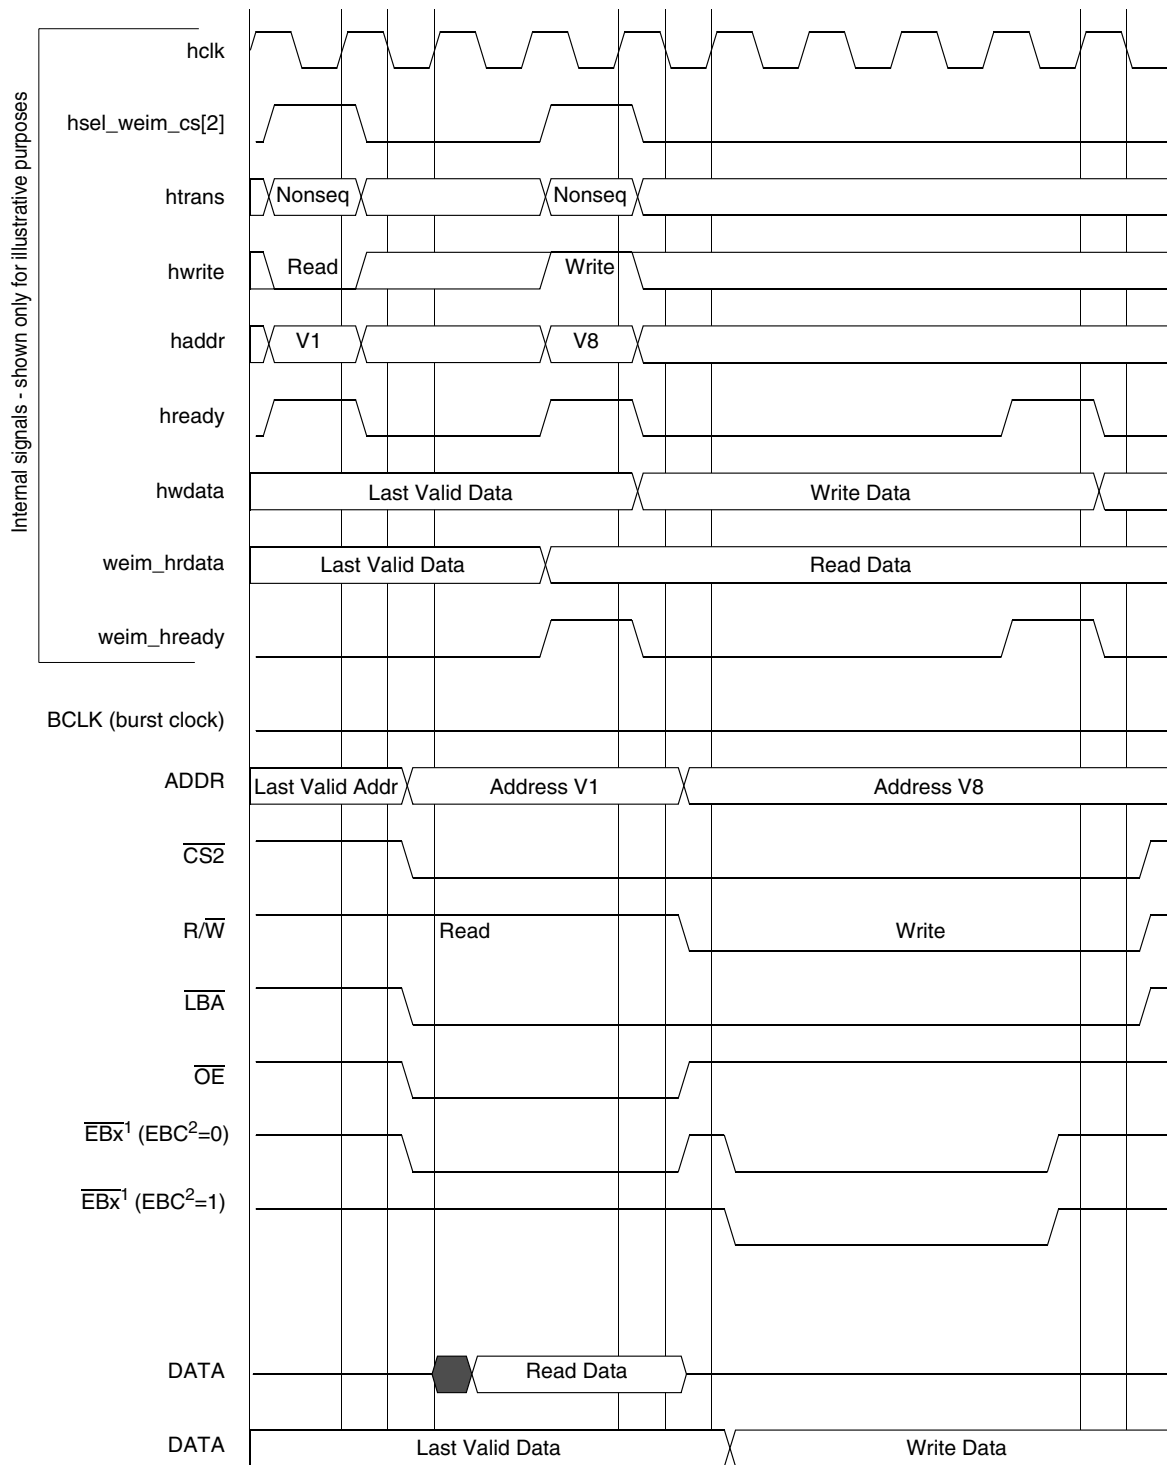 Internal signals - shown only for illustrative purposes
hclk
hsel_weim_cs[2]
htrans Nonseq Nonseq
hwrite Read Write
haddr V1 V8
hready
hwdata Last Valid Data Write Data
weim_hrdata Last Valid Data Read Data
weim_hready
BCLK (burst clock)
ADDR Last Valid Addr Address V1 Address V8
CS2
R/W Read Write
LBA
OE
EBx1 (EBC2=0)
EBx1 (EBC2=1)
DATA Read Data
DATA Last Valid Data Write Data